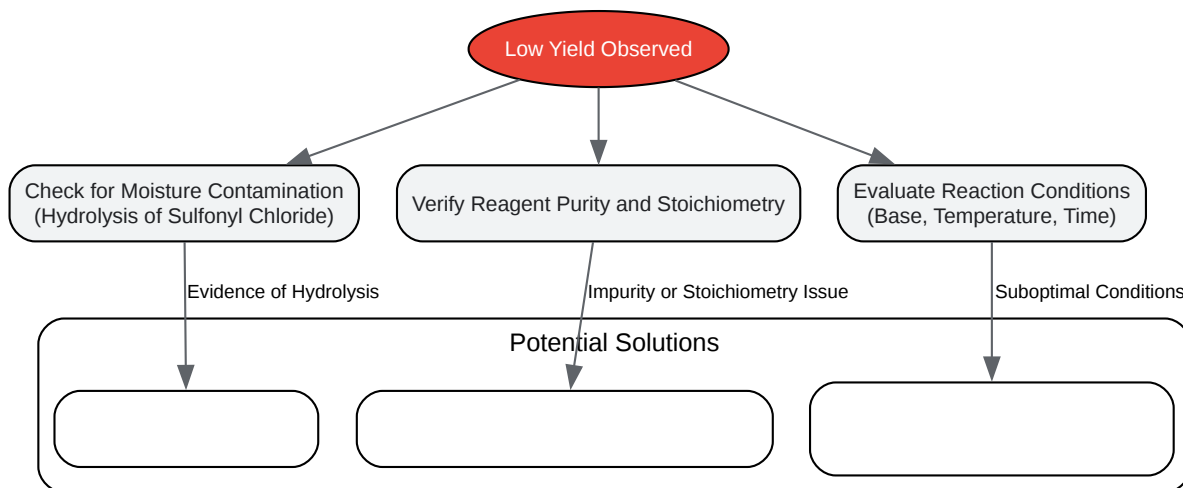 Low Yield Observed
Check for Moisture Contamination
(Hydrolysis of Sulfonyl Chloride)
Verify Reagent Purity and Stoichiometry
Evaluate Reaction Conditions
(Base, Temperature, Time)
Evidence of Hydrolysis
Impurity or Stoichiometry Issue
Suboptimal Conditions
Potential Solutions